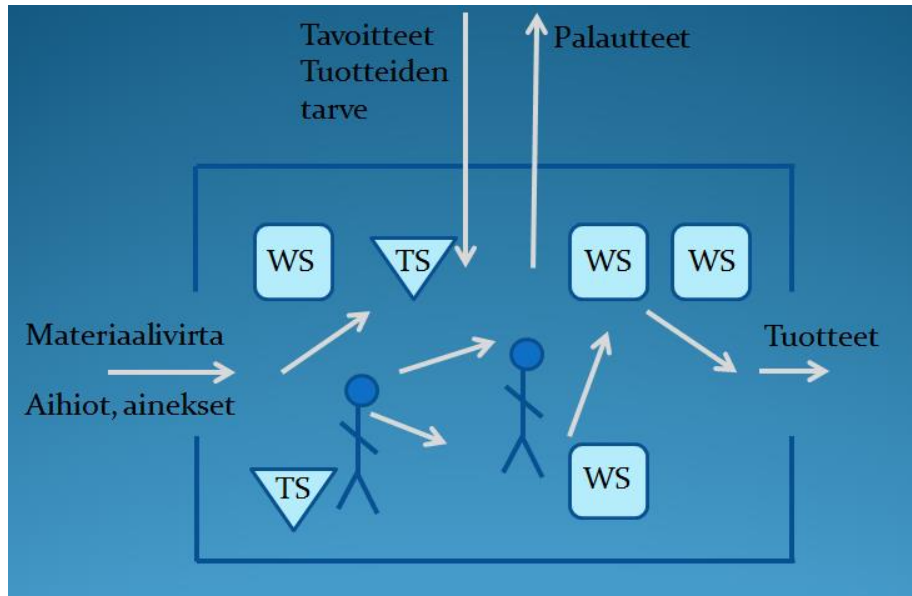 Tavoitteet
Tuotteiden
tarve
Palautteet
WS
TS
WS
WS
Materiaalivirta
Aihiot, ainekset
Tuotteet
TS
WS